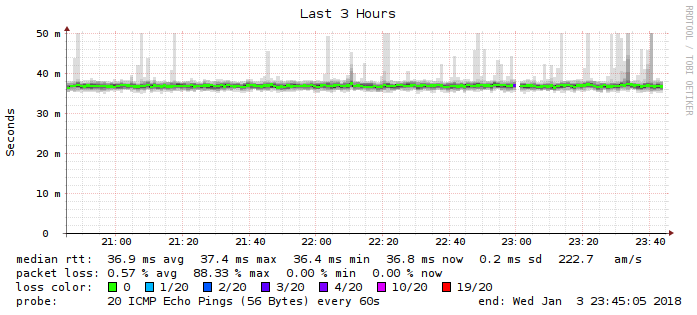 Last 3 Hours
RRDTOOL / TOBI OETIKER
Seconds
50 m
40 m
30 m
20 m
10 m
0
21:00 21:20 21:40 22:00 22:20 22:40 23:00 23:20 23:40
median rtt: 36.9 ms avg 37.4 ms max 36.4 ms min 36.8 ms now 0.2 ms sd 222.7 am/s
packet loss: 0.57 % avg 88.33 % max 0.00 % min 0.00 % now
loss color: 0 1/20 2/20 3/20 4/20 10/20 19/20
probe: 20 ICMP Echo Pings (56 Bytes) every 60s end: Wed Jan 3 23:45:05 2018